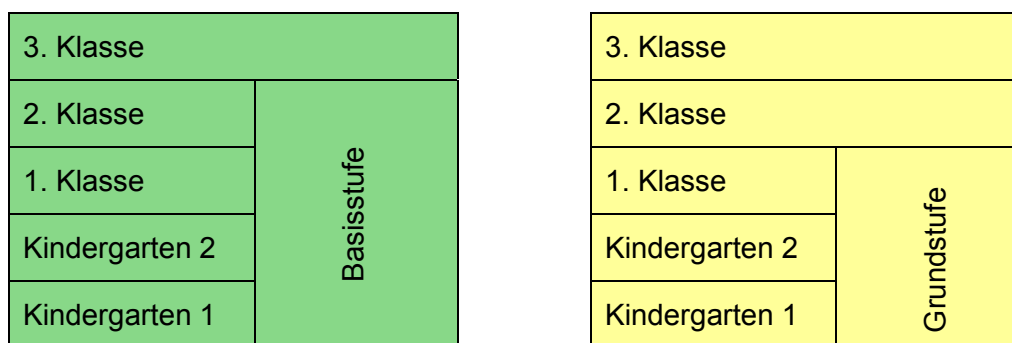 3. Klasse
2. Klasse
1. Klasse
Kindergarten 2
Kindergarten 1
Basisstufe
3. Klasse
2. Klasse
1. Klasse
Kindergarten 2
Kindergarten 1
Grundstufe